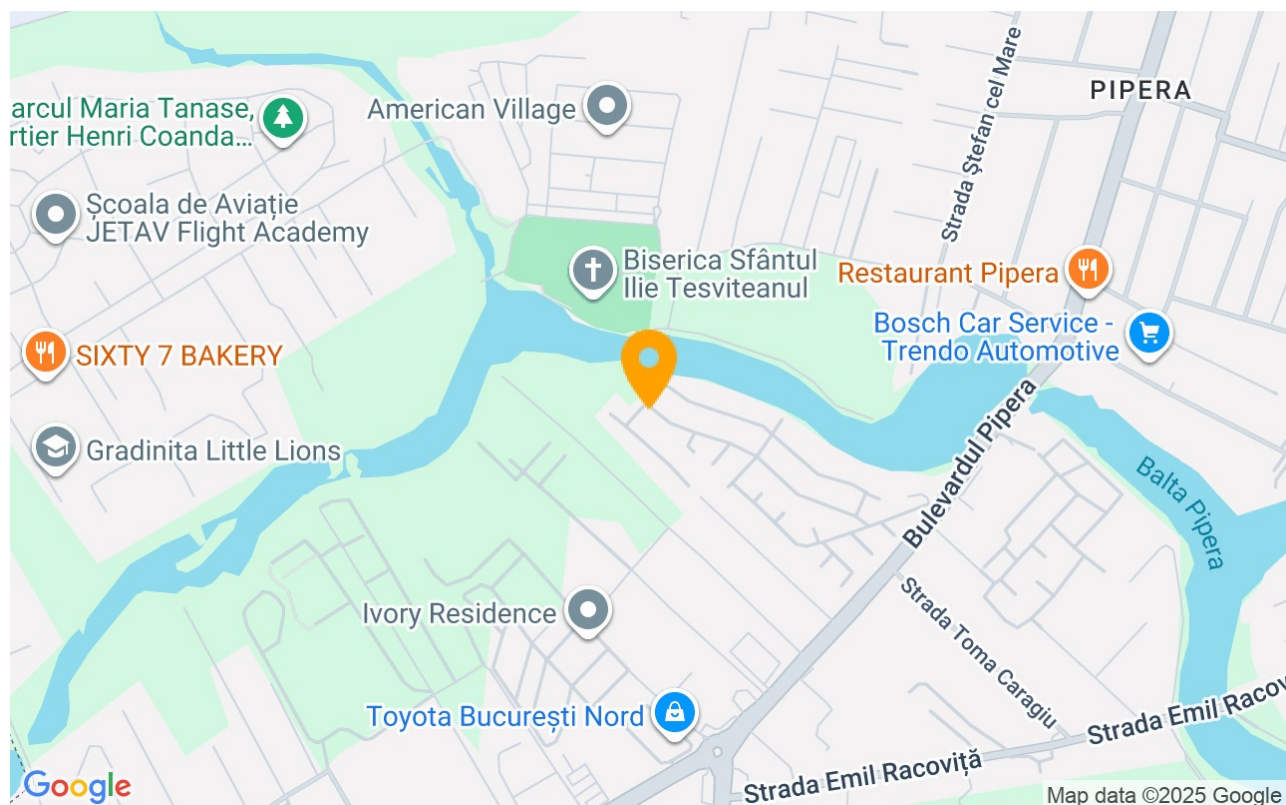 PIPERA
Strada Ștefan cel Mare
American Village
arcul Maria Tanase,
rtier Henri Coanda...
Școala de Aviație
JETAV Flight Academy
Biserica Sfântul
Ilie Tesviteanul
Restaurant Pipera
Bosch Car Service -
Trendo Automotive
SIXTY 7 BAKERY
Gradinita Little Lions
Bulevardul Pipera
Balta Pipera
Ivory Residence
Strada Toma Caragiu
Toyota București Nord
Strada Emil Racoviță
Strada Emil Racov
Google
Map data ©2025 Google